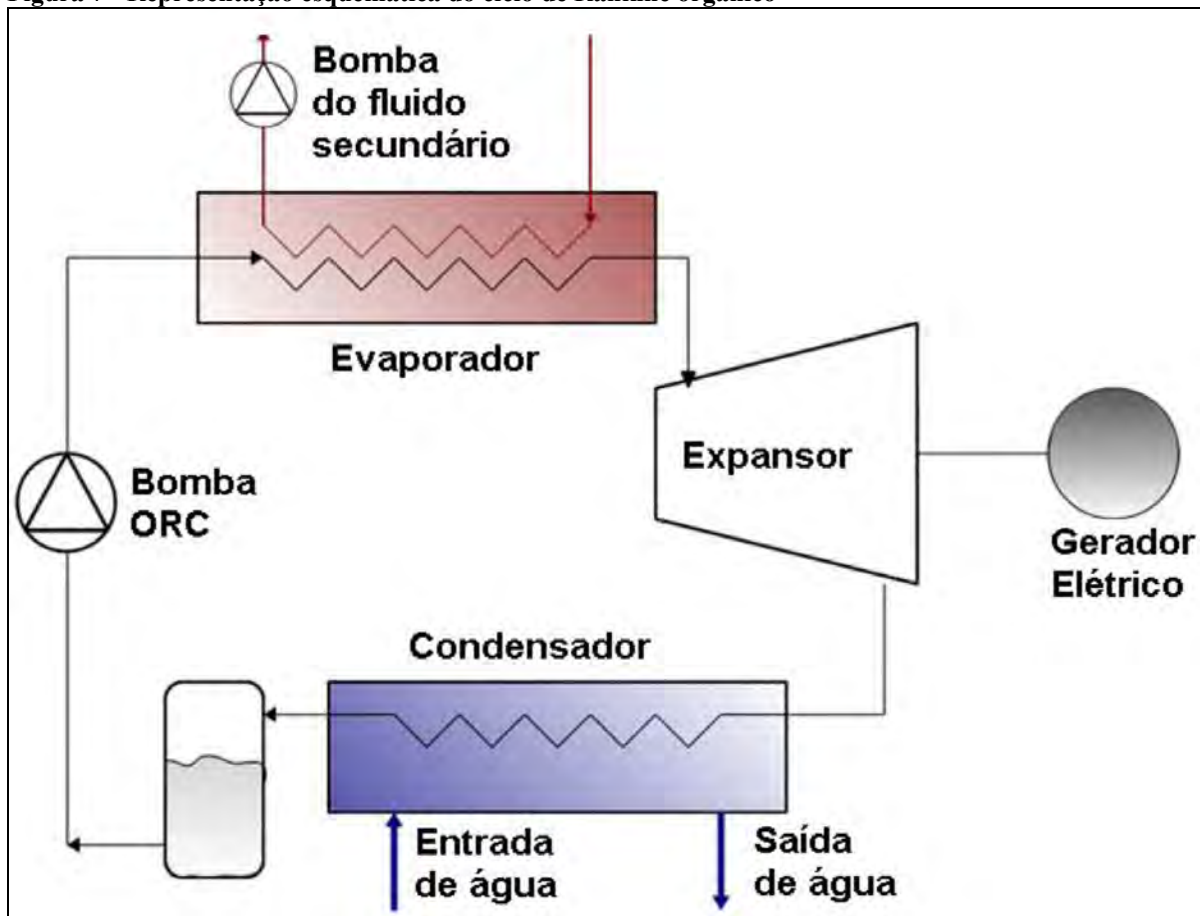 Bomba
do fluido
secundário
Evaporador
Expansor
Bomba
ORC
Gerador
Elétrico
Condensador
Entrada
de água
Saída
de água